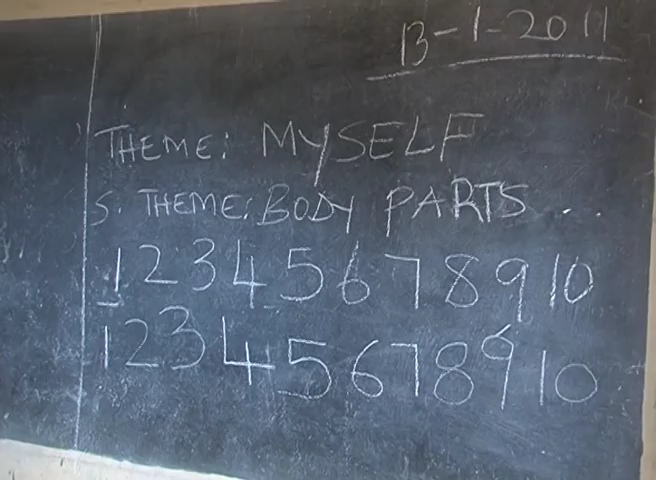 13-1-2011
THEME: MYSELF
S. THEME: BODY PARTS...
1 2 3 4 5 6 7 8 9 10
1 2 3 4 5 6 7 8 9 10